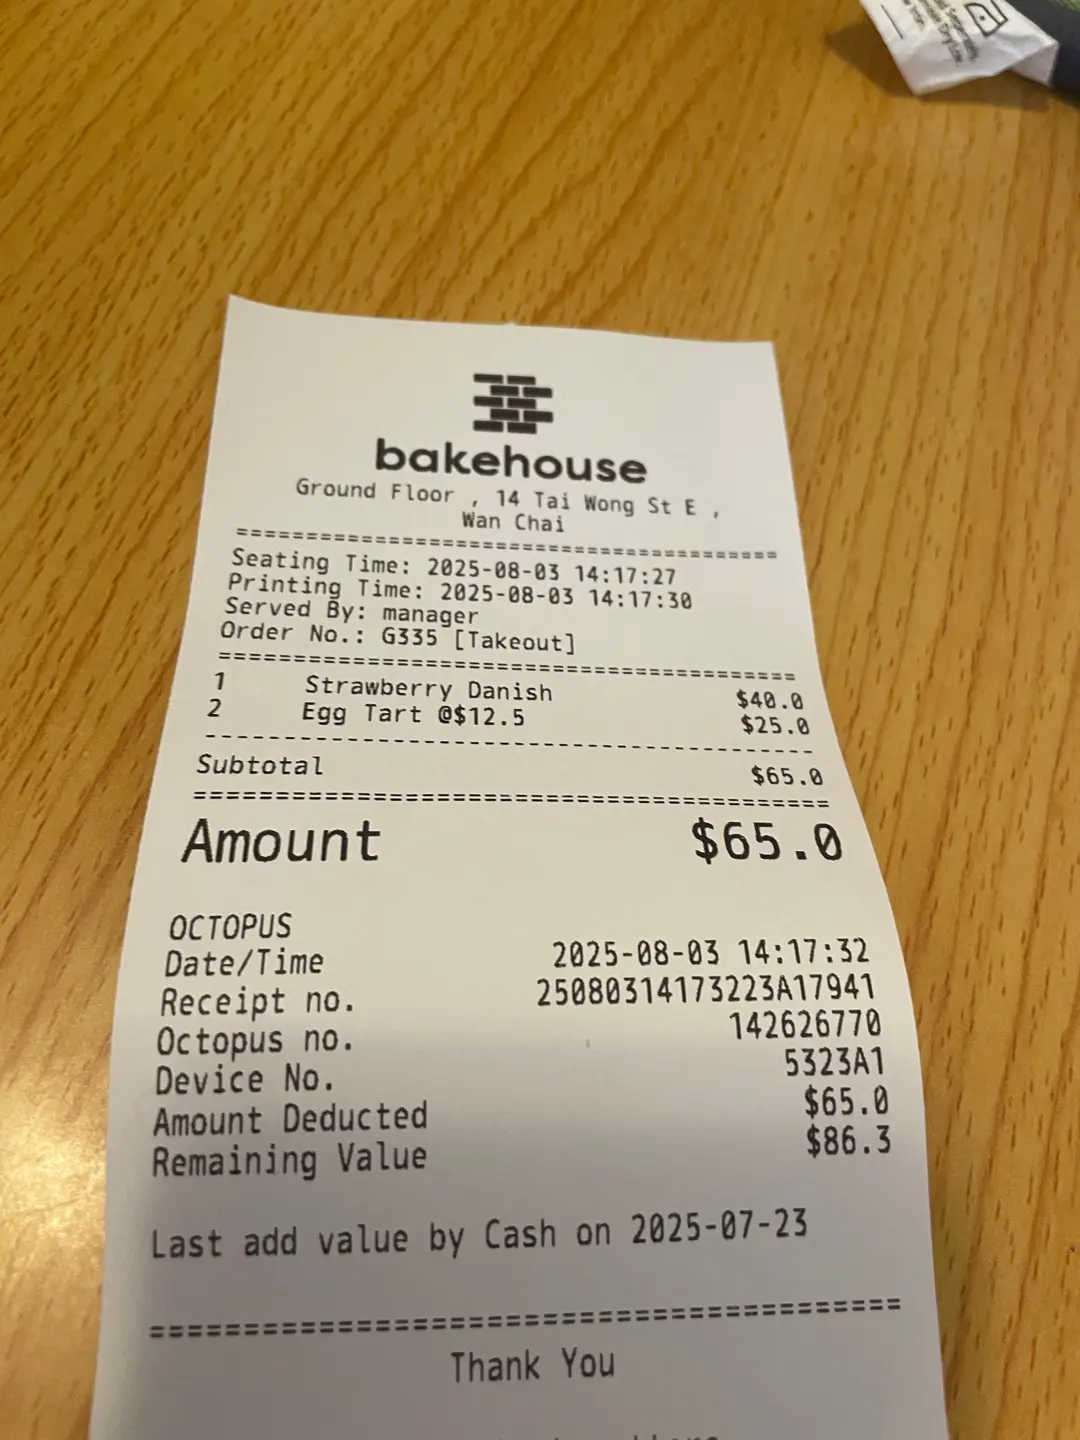 bakehouse
Ground Floor , 14 Tai Wong St E ,
Wan Chai
========================================
Seating Time: 2025-08-03 14:17:27
Printing Time: 2025-08-03 14:17:30
Served By: manager
Order No.: G335 [Takeout]
========================================
1 Strawberry Danish $40.0
2 Egg Tart @$12.5 $25.0
----------------------------------------
Subtotal $65.0
========================================
Amount $65.0
OCTOPUS
Date/Time 2025-08-03 14:17:32
Receipt no. 25080314173223A17941
Octopus no. 142626770
Device No. 5323A1
Amount Deducted $65.0
Remaining Value $86.3
Last add value by Cash on 2025-07-23
========================================
Thank You